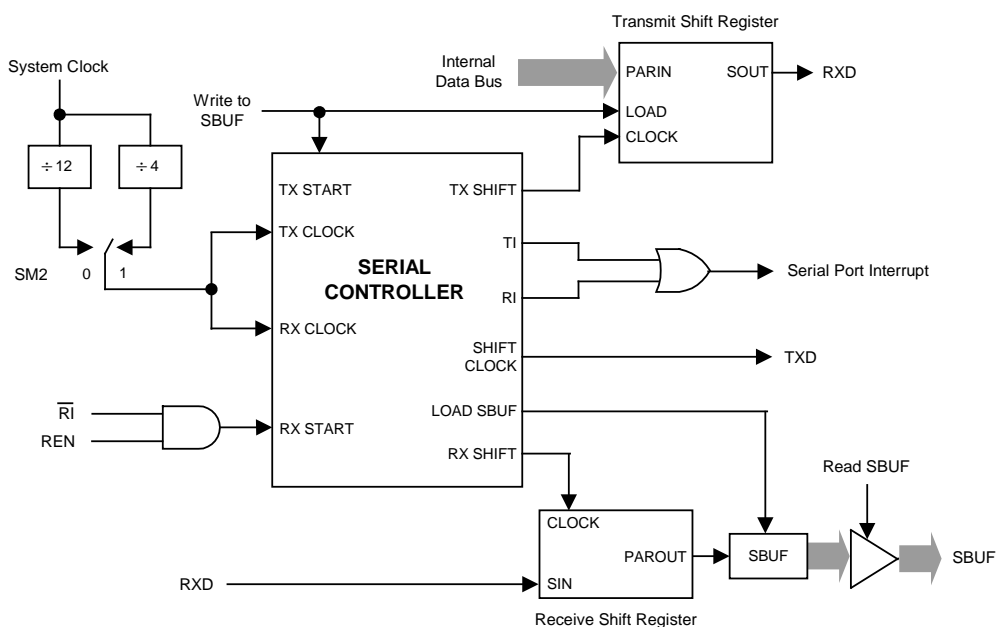 Transmit Shift Register
System Clock
Internal
Data Bus
PARIN
SOUT
RXD
Write to
SBUF
LOAD
CLOCK
÷ 12
÷ 4
TX START
TX SHIFT
TX CLOCK
TI
SM2
0
1
SERIAL
CONTROLLER
Serial Port Interrupt
RI
RX CLOCK
SHIFT
CLOCK
TXD
RI
REN
RX START
LOAD SBUF
RX SHIFT
Read SBUF
CLOCK
PAROUT
SBUF
SBUF
RXD
SIN
Receive Shift Register